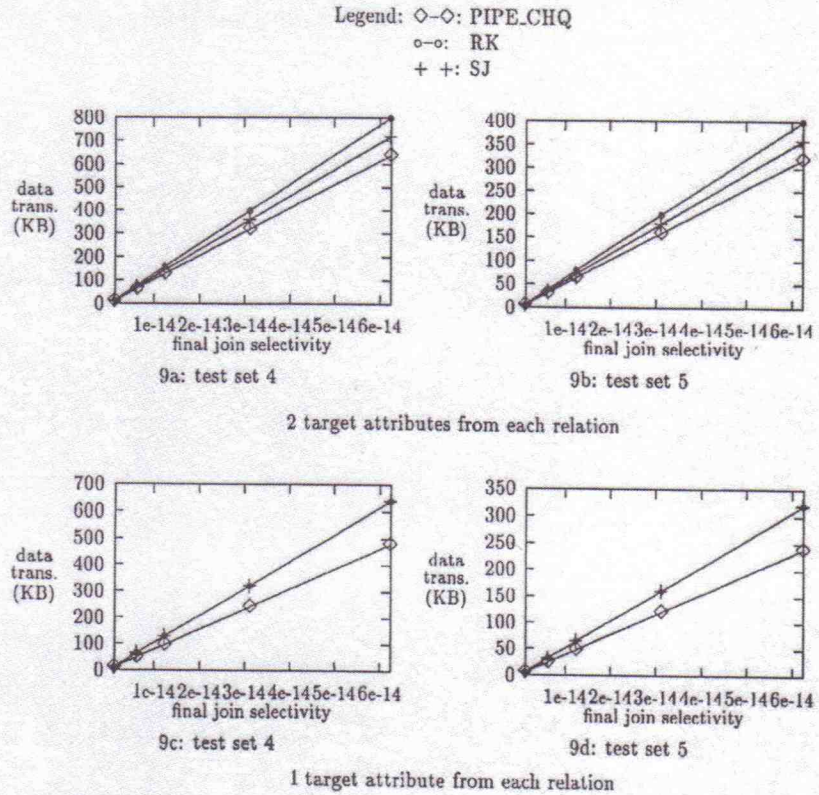 Legend: ◇–◇: PIPE_CHQ
o–o: RK
+ +: SJ
800
700
600
500
400
300
200
100
0
data
trans.
(KB)
1e-142e-143e-144e-145e-146e-14
final join selectivity
9a: test set 4
400
350
300
250
200
150
100
50
0
data
trans.
(KB)
1e-142e-143e-144e-145e-146e-14
final join selectivity
9b: test set 5
2 target attributes from each relation
700
600
500
400
300
200
100
0
data
trans.
(KB)
1e-142e-143e-144e-145e-146e-14
final join selectivity
9c: test set 4
350
300
250
200
150
100
50
0
data
trans.
(KB)
1e-142e-143e-144e-145e-146e-14
final join selectivity
9d: test set 5
1 target attribute from each relation